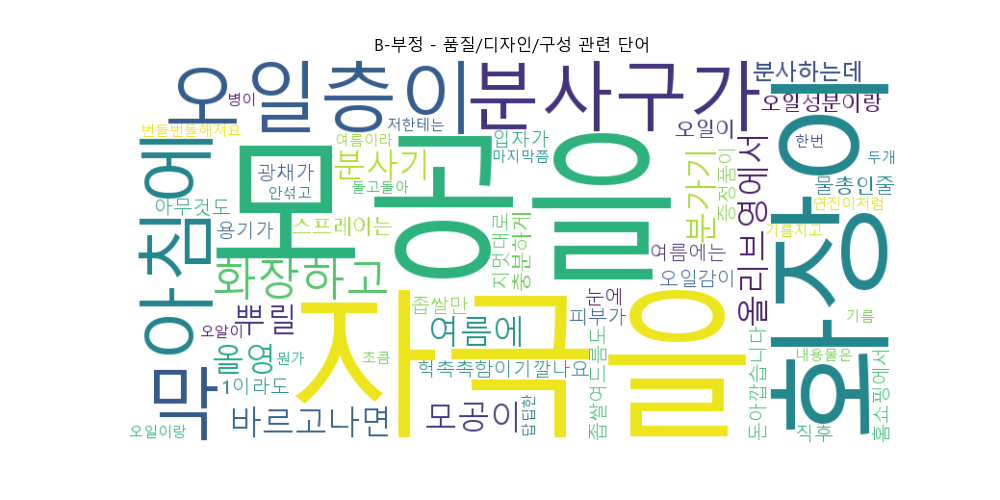 B-부정 - 품질/디자인/구성 관련 단어
오일층이
분사구가
분사하는데
병이
저한테는
오일이
오일성분이랑
번들번들해져요
여름이라
입자가
한번
모공을
화장이
아침에
광채가
분사기
마지막쯤
분가기
증정품이
올리브영에서
두개
안섞고
돌고돌아
물총인줄
아무것도
연진이처럼
용기가
스프레이는
지멋대로
충분하게
여름에는
기름지고
화장하고
오일감이
자극을
좁쌀만
눈에
뿌릴
여름에
피부가
기름
오알이
올영
뭔가
초큼
헉촉촉함이기깔나요
내용물은
막
1이라도
좁쌀여드름도
돈아깝습니다
홈쇼핑에서
바르고나면
모공이
답답한
오일이랑
직후